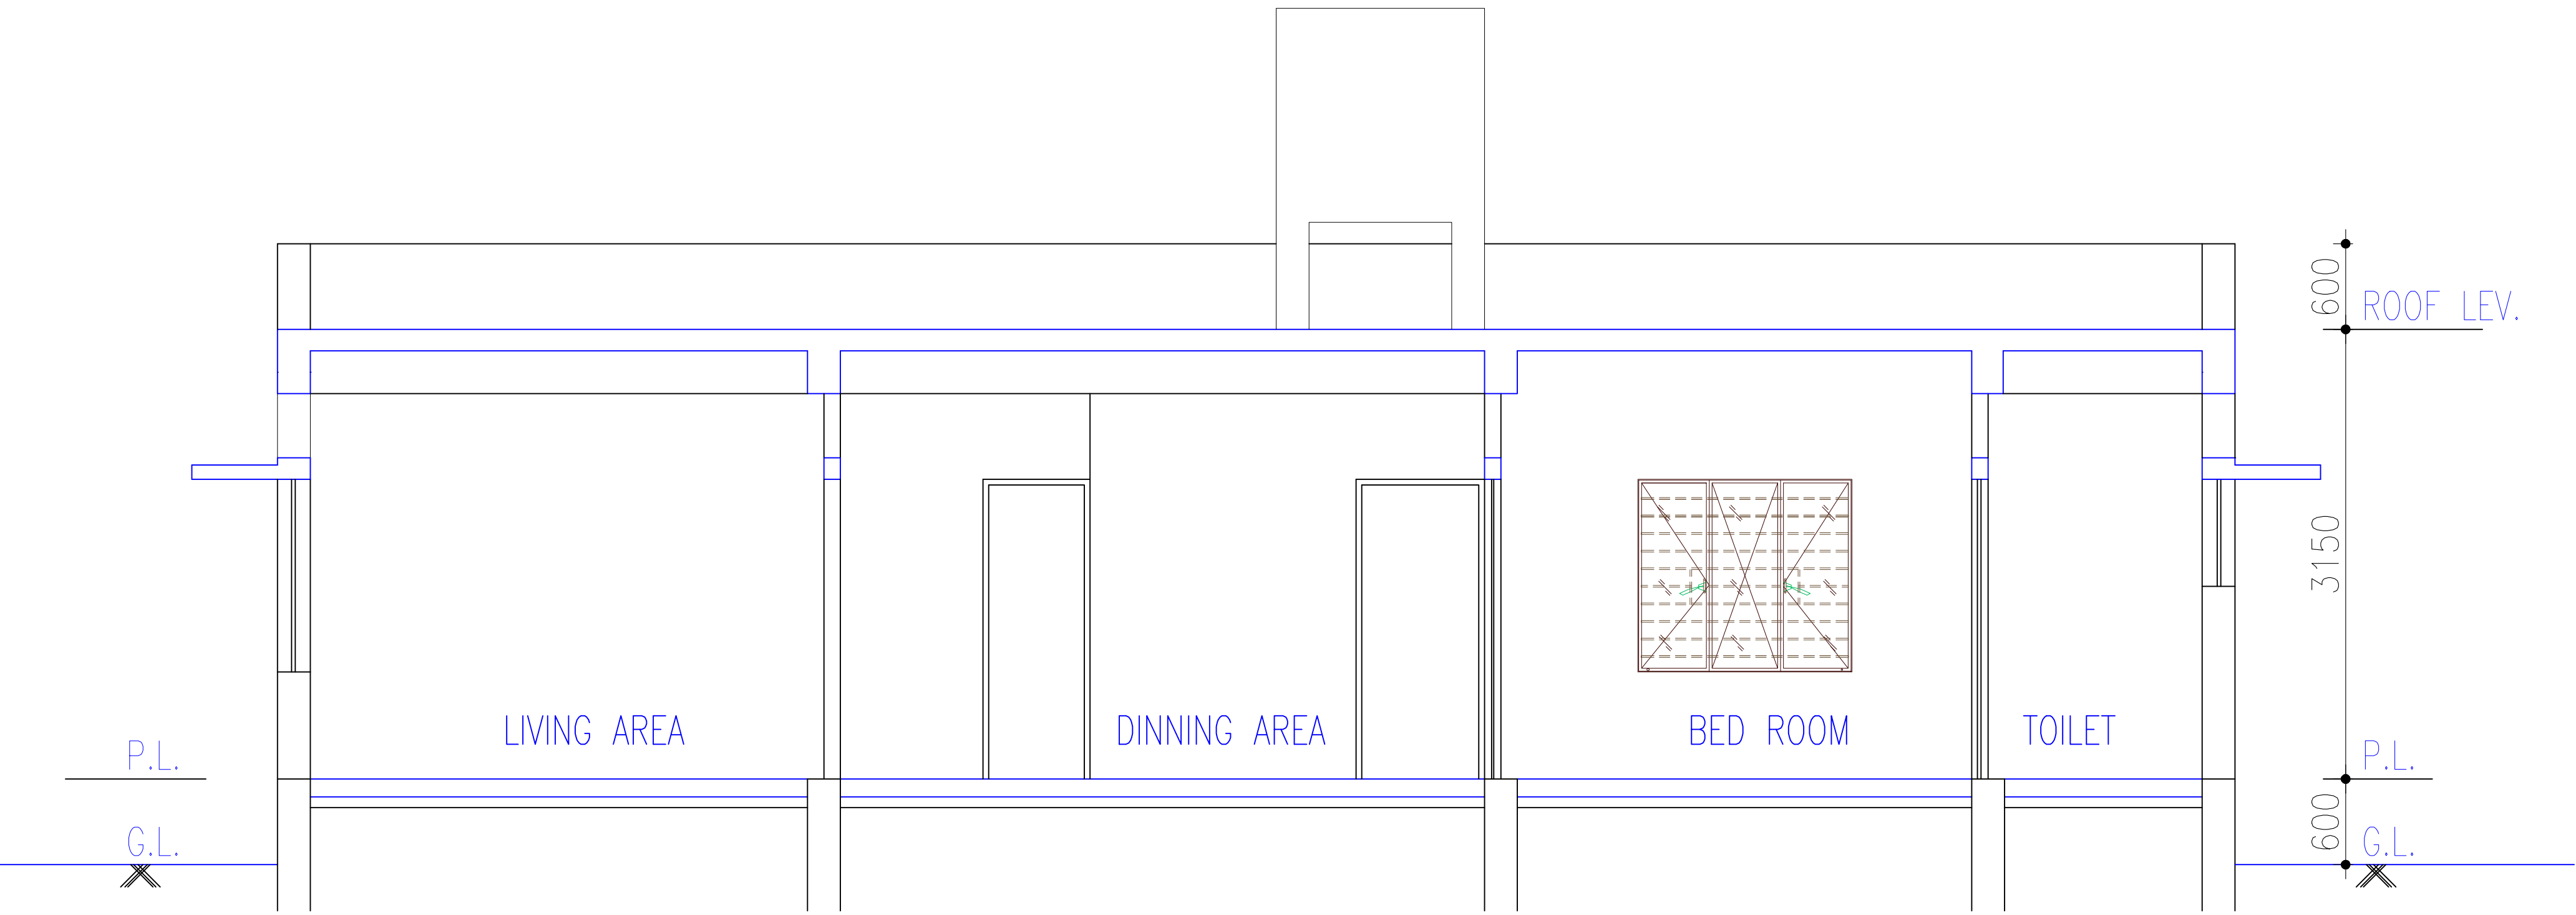 600
ROOF LEV.
3150
LIVING AREA
DINNING AREA
BED ROOM
TOILET
P.L.
P.L.
600
G.L.
G.L.